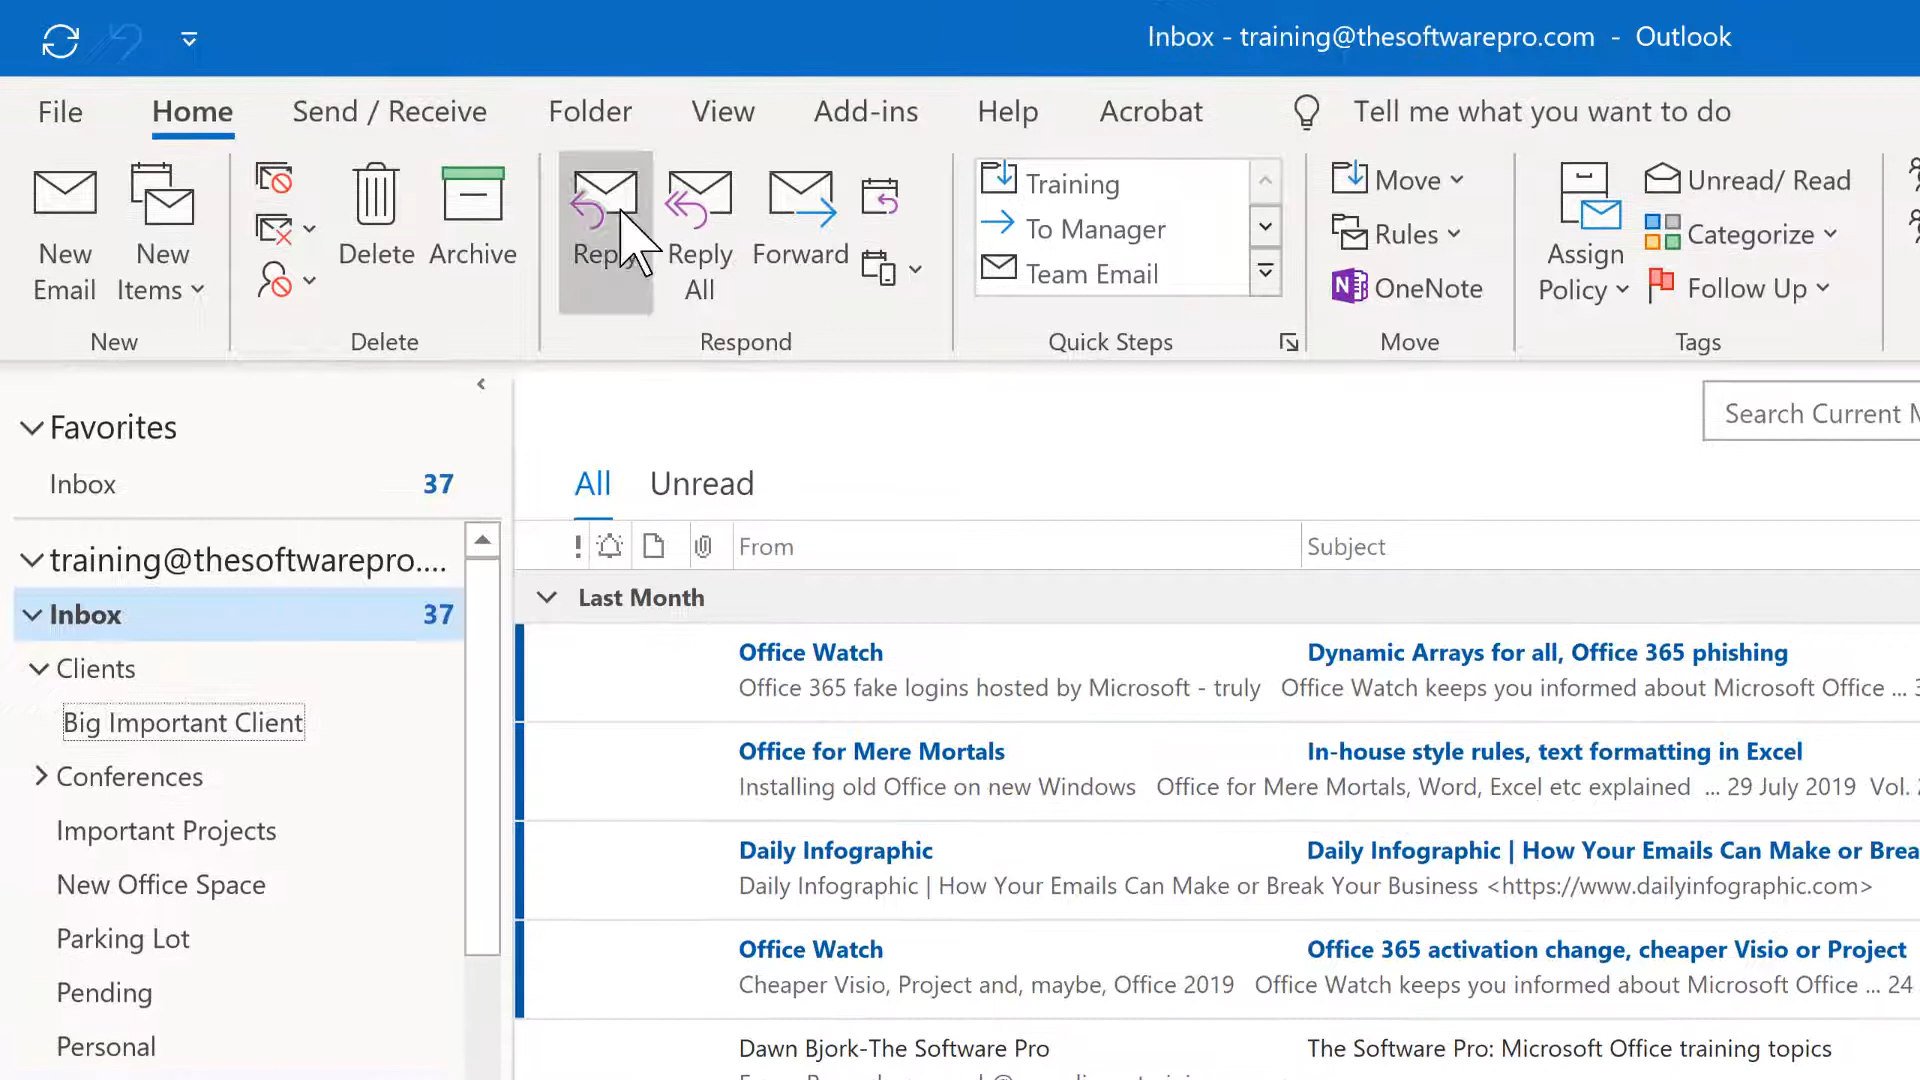 Inbox - training@thesoftwarepro.com - Outlook
File Home Send / Receive Folder View Add-ins Help Acrobat Tell me what you want to do
New Email
New Items
New
Delete
Archive
Delete
Reply
Reply All
Forward
Respond
Training
To Manager
Team Email
Quick Steps
Move
Rules
OneNote
Move
Assign Policy
Unread/ Read
Categorize
Follow Up
Tags
Favorites
Inbox 37
training@thesoftwarepro....
Inbox 37
Clients
Big Important Client
Conferences
Important Projects
New Office Space
Parking Lot
Pending
Personal
Search Current
All Unread
! From Subject
Last Month
Office Watch Dynamic Arrays for all, Office 365 phishing
Office 365 fake logins hosted by Microsoft - truly Office Watch keeps you informed about Microsoft Office ...
Office for Mere Mortals In-house style rules, text formatting in Excel
Installing old Office on new Windows Office for Mere Mortals, Word, Excel etc explained ... 29 July 2019 Vol.
Daily Infographic Daily Infographic | How Your Emails Can Make or Brea
Daily Infographic | How Your Emails Can Make or Break Your Business <https://www.dailyinfographic.com>
Office Watch Office 365 activation change, cheaper Visio or Project
Cheaper Visio, Project and, maybe, Office 2019 Office Watch keeps you informed about Microsoft Office ... 24
Dawn Bjork-The Software Pro The Software Pro: Microsoft Office training topics